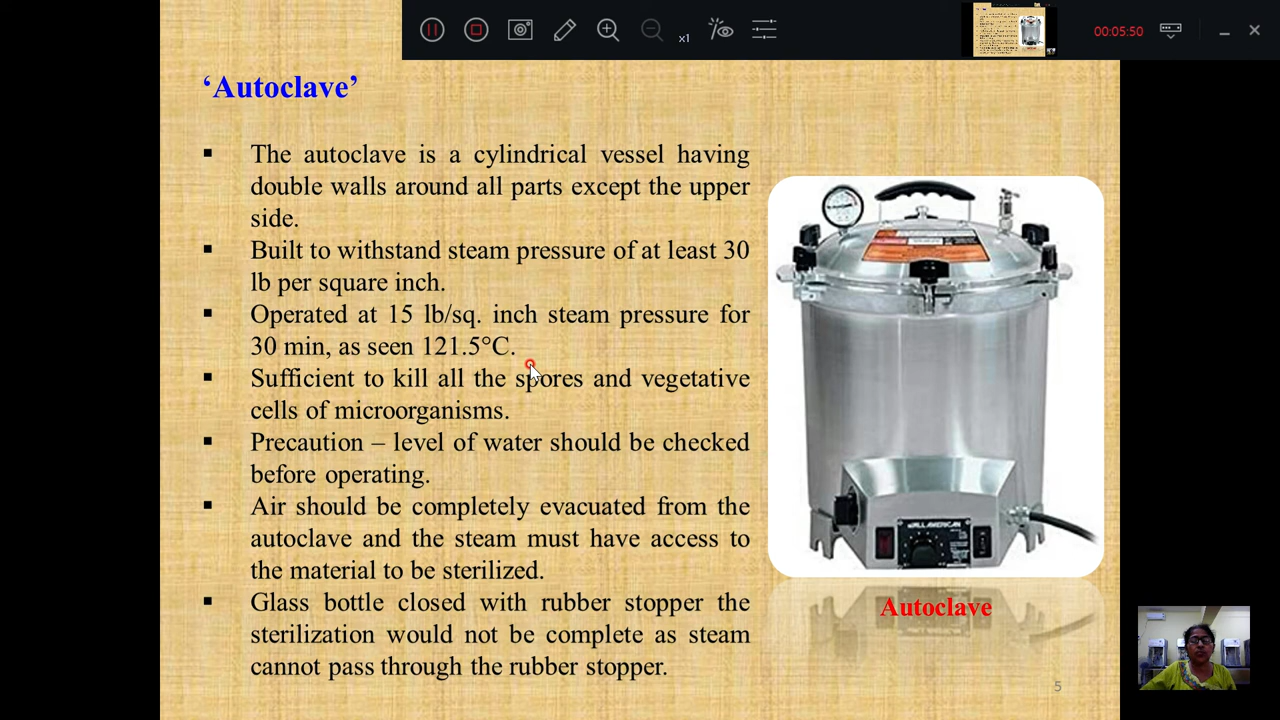 x1
00:05:50
‘Autoclave’
▪ The autoclave is a cylindrical vessel having
double walls around all parts except the upper
side.
▪ Built to withstand steam pressure of at least 30
lb per square inch.
▪ Operated at 15 lb/sq. inch steam pressure for
30 min, as seen 121.5°C.
▪ Sufficient to kill all the spores and vegetative
cells of microorganisms.
▪ Precaution – level of water should be checked
before operating.
▪ Air should be completely evacuated from the
autoclave and the steam must have access to
the material to be sterilized.
▪ Glass bottle closed with rubber stopper the
sterilization would not be complete as steam
cannot pass through the rubber stopper.
ALL AMERICAN
Autoclave
5